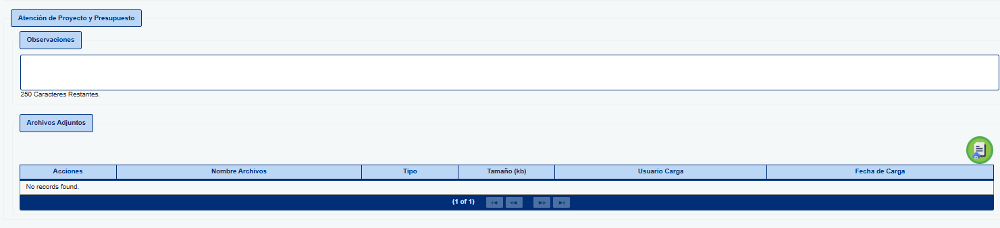 Atención de Proyecto y Presupuesto
Observaciones
250 Caracteres Restantes.
Archivos Adjuntos
Acciones Nombre Archivos Tipo Tamaño (kb) Usuario Carga Fecha de Carga
No records found.
(1 of 1)